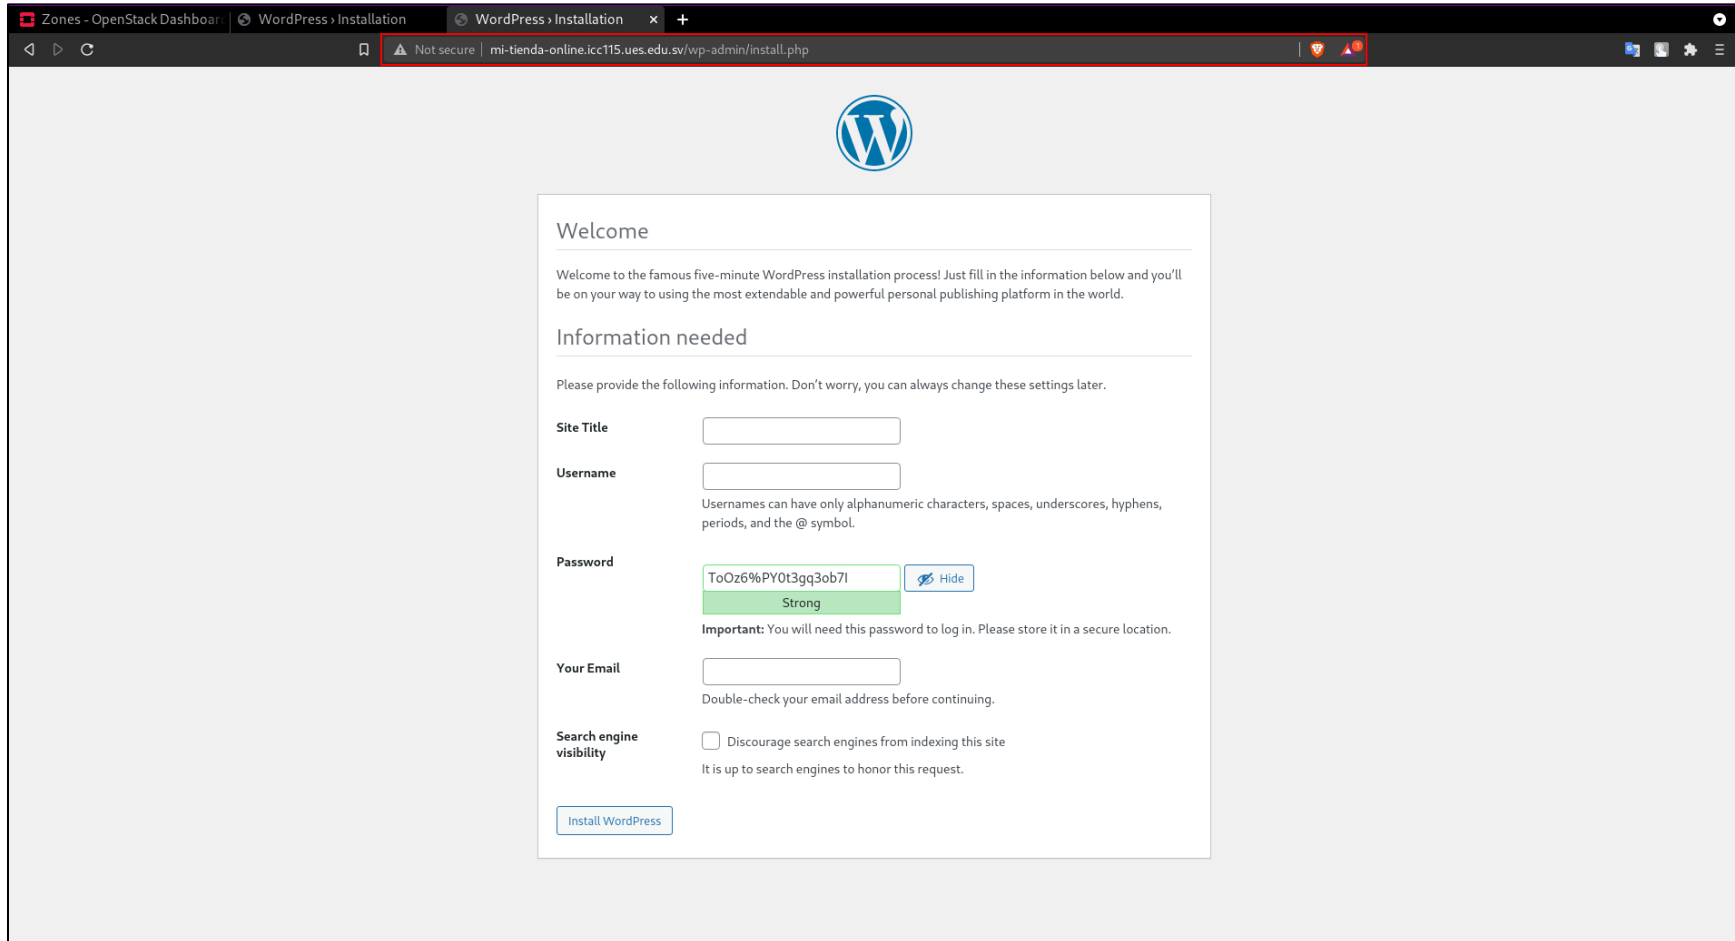 Zones - OpenStack Dashboar
WordPress › Installation
WordPress › Installation
Not secure
mi-tienda-online.icc115.ues.edu.sv/wp-admin/install.php
Welcome
Welcome to the famous five-minute WordPress installation process! Just fill in the information below and you’ll
be on your way to using the most extendable and powerful personal publishing platform in the world.
Information needed
Please provide the following information. Don’t worry, you can always change these settings later.
Site Title
Username
Usernames can have only alphanumeric characters, spaces, underscores, hyphens,
periods, and the @ symbol.
Password
ToOz6%PY0t3gq3ob7I
Hide
Strong
Important: You will need this password to log in. Please store it in a secure location.
Your Email
Double-check your email address before continuing.
Search engine
visibility
Discourage search engines from indexing this site
It is up to search engines to honor this request.
Install WordPress